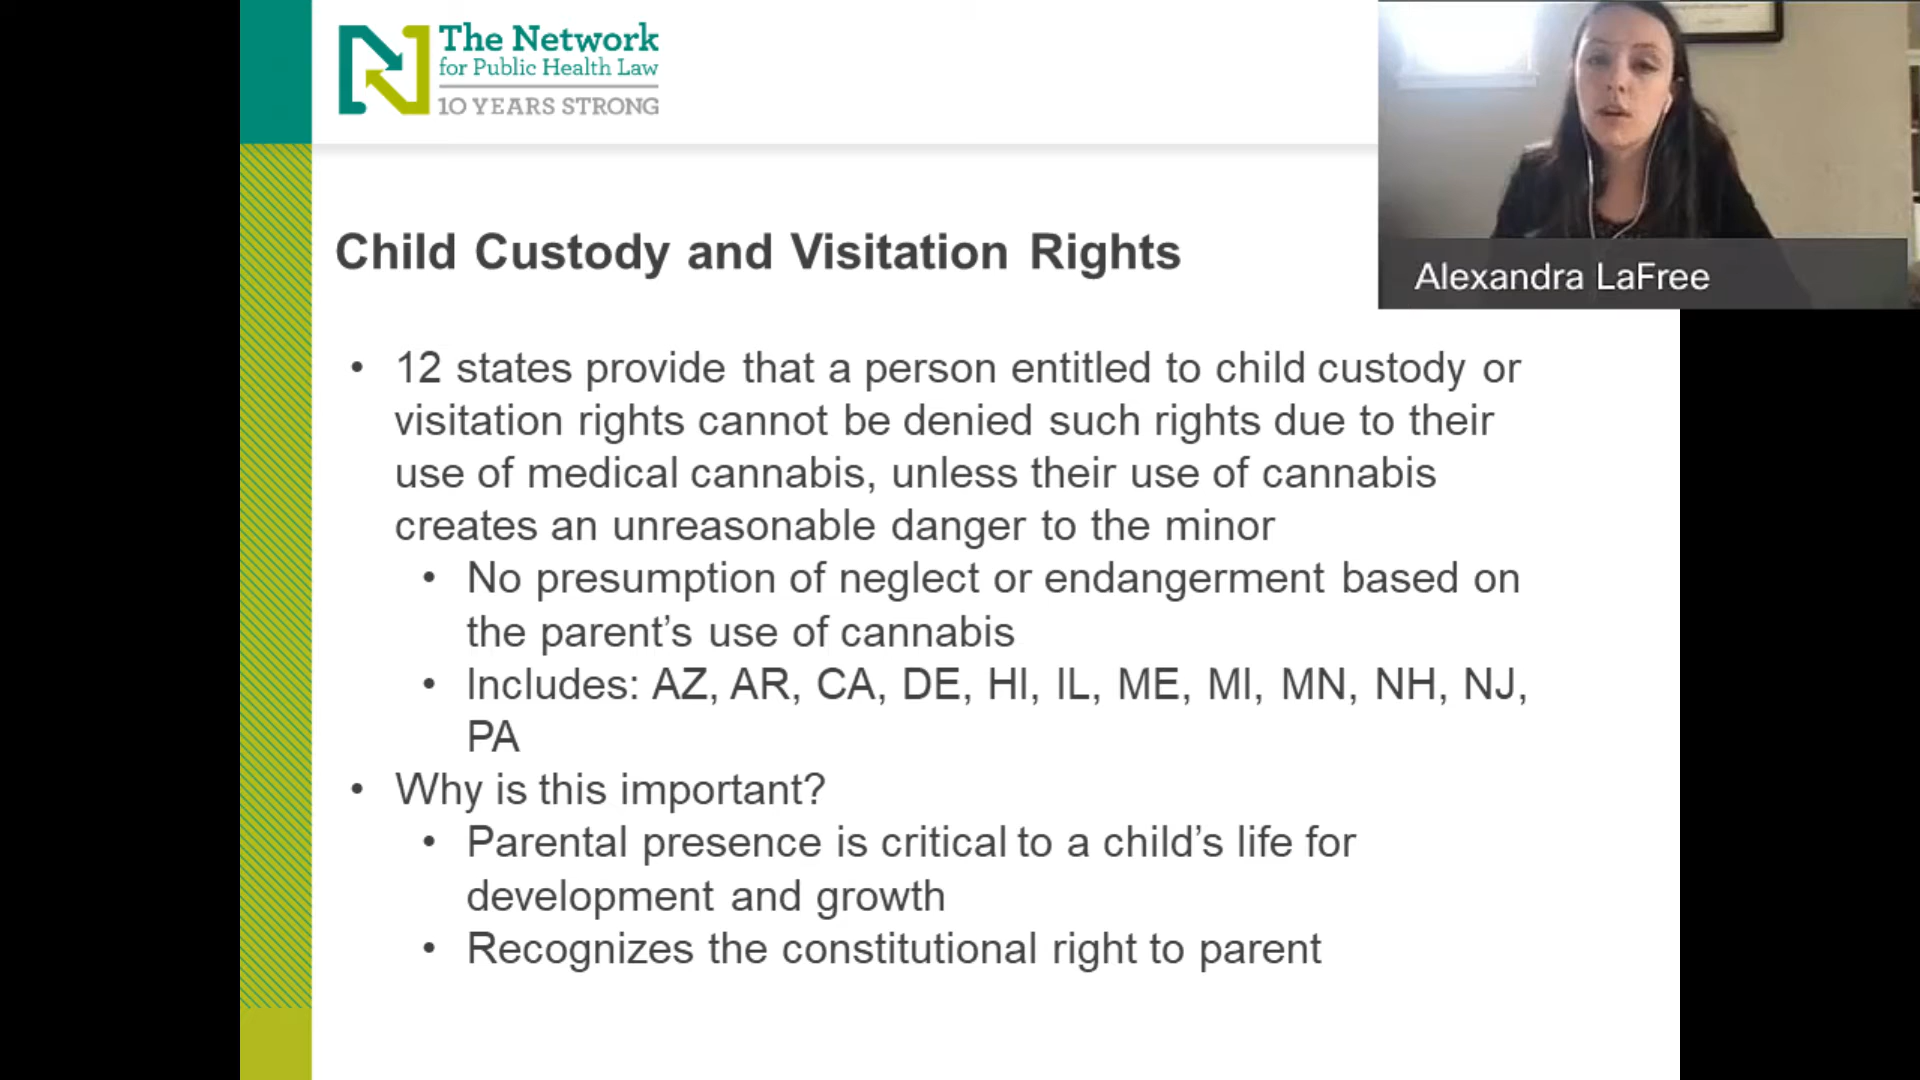 The Network
for Public Health Law
10 YEARS STRONG
Alexandra LaFree
Child Custody and Visitation Rights
• 12 states provide that a person entitled to child custody or
visitation rights cannot be denied such rights due to their
use of medical cannabis, unless their use of cannabis
creates an unreasonable danger to the minor
• No presumption of neglect or endangerment based on
the parent’s use of cannabis
• Includes: AZ, AR, CA, DE, HI, IL, ME, MI, MN, NH, NJ,
PA
• Why is this important?
• Parental presence is critical to a child’s life for
development and growth
• Recognizes the constitutional right to parent